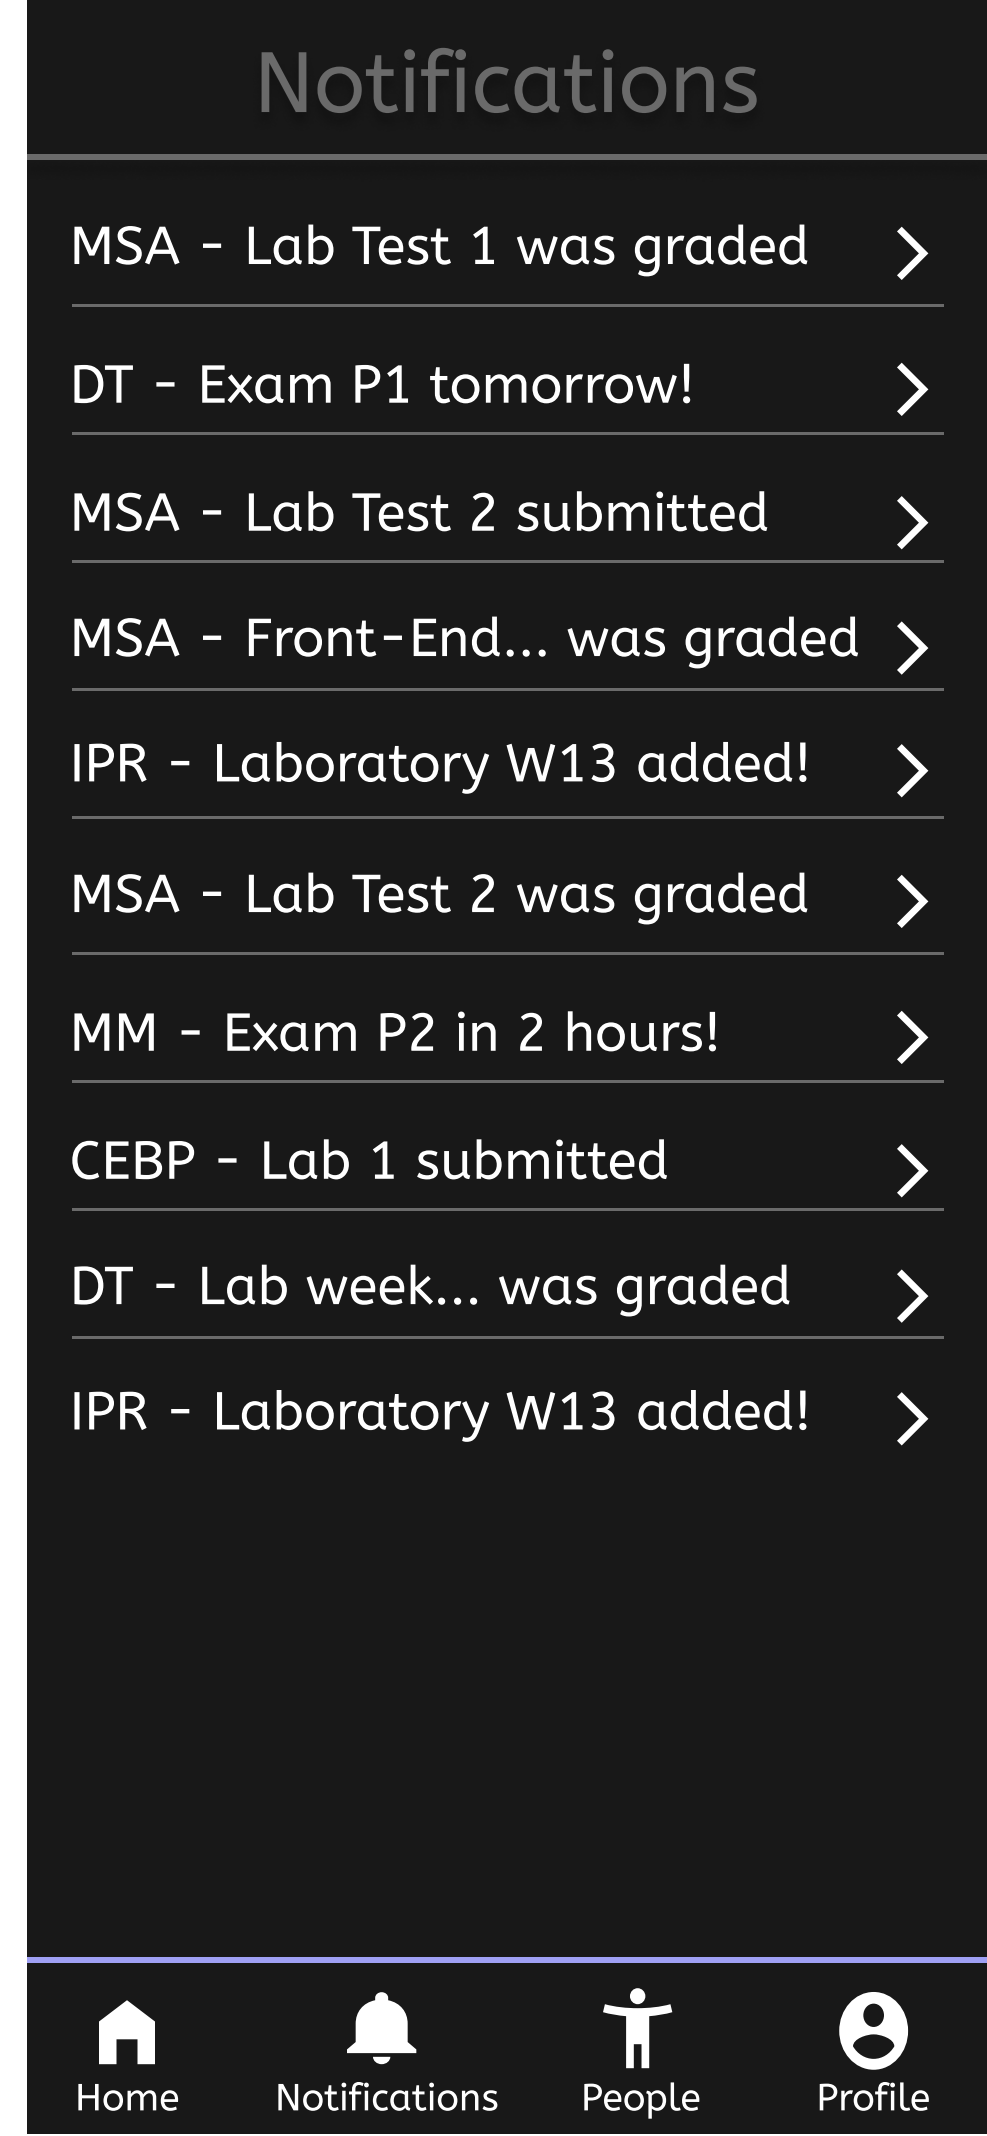 Notifications
MSA - Lab Test 1 was graded
DT - Exam P1 tomorrow!
MSA - Lab Test 2 submitted
MSA - Front-End... was graded
IPR - Laboratory W13 added!
MSA - Lab Test 2 was graded
MM - Exam P2 in 2 hours!
CEBP - Lab 1 submitted
DT - Lab week... was graded
IPR - Laboratory W13 added!
Home Notifications People Profile